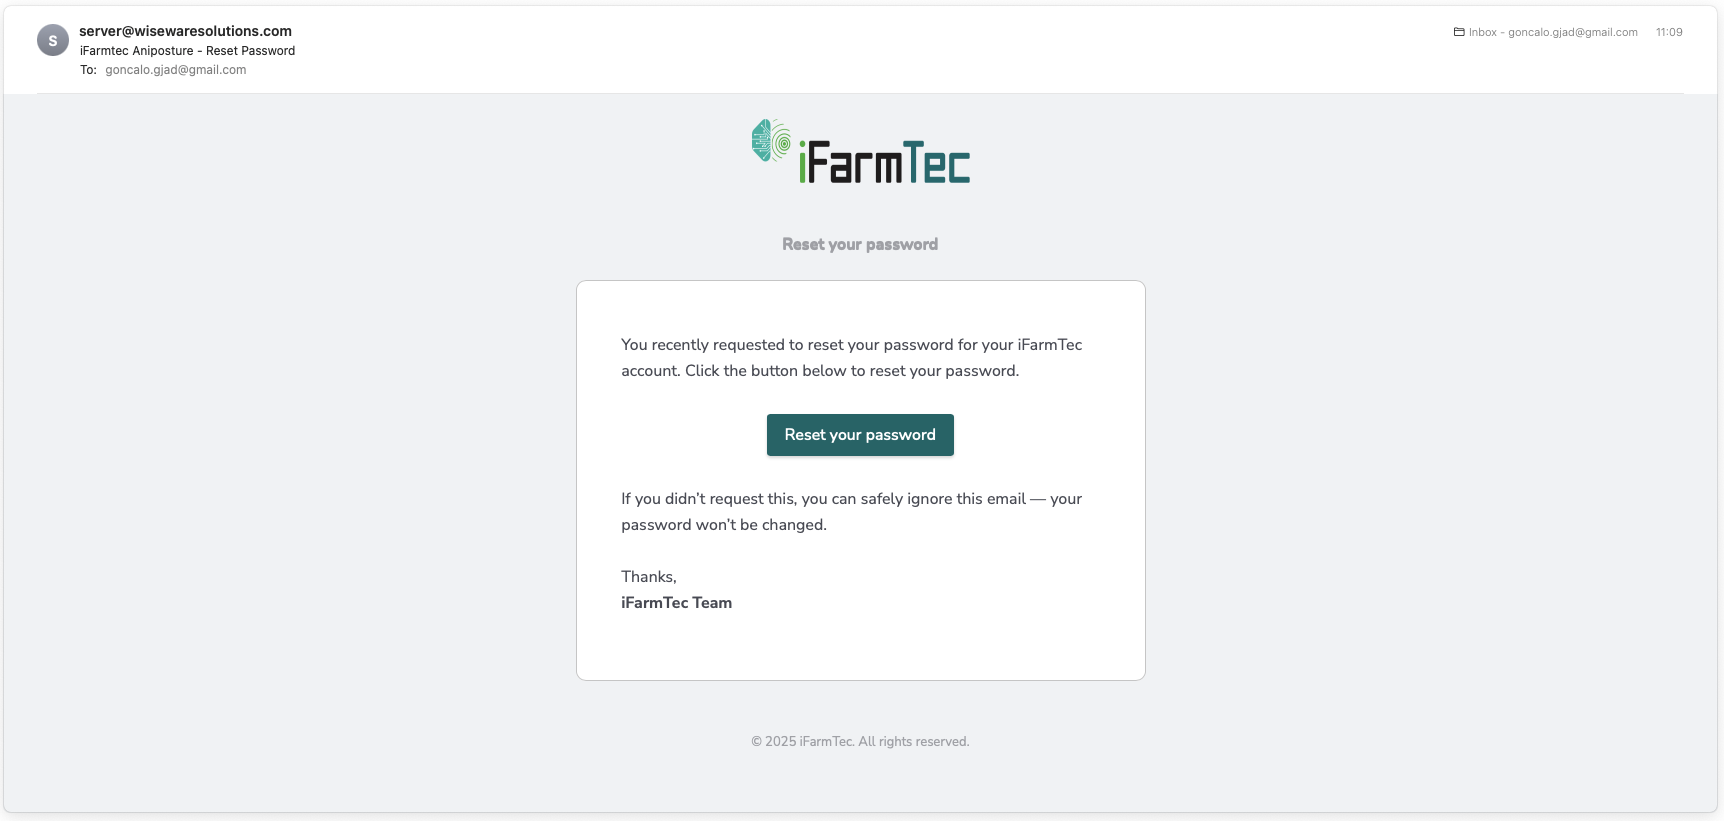 S
server@wisewaresolutions.com
Inbox - goncalo.gjad@gmail.com 11:09
iFarmtec Aniposture - Reset Password
To: goncalo.gjad@gmail.com
iFarmTec
Reset your password
You recently requested to reset your password for your iFarmTec
account. Click the button below to reset your password.
Reset your password
If you didn’t request this, you can safely ignore this email — your
password won’t be changed.
Thanks,
iFarmTec Team
© 2025 iFarmTec. All rights reserved.